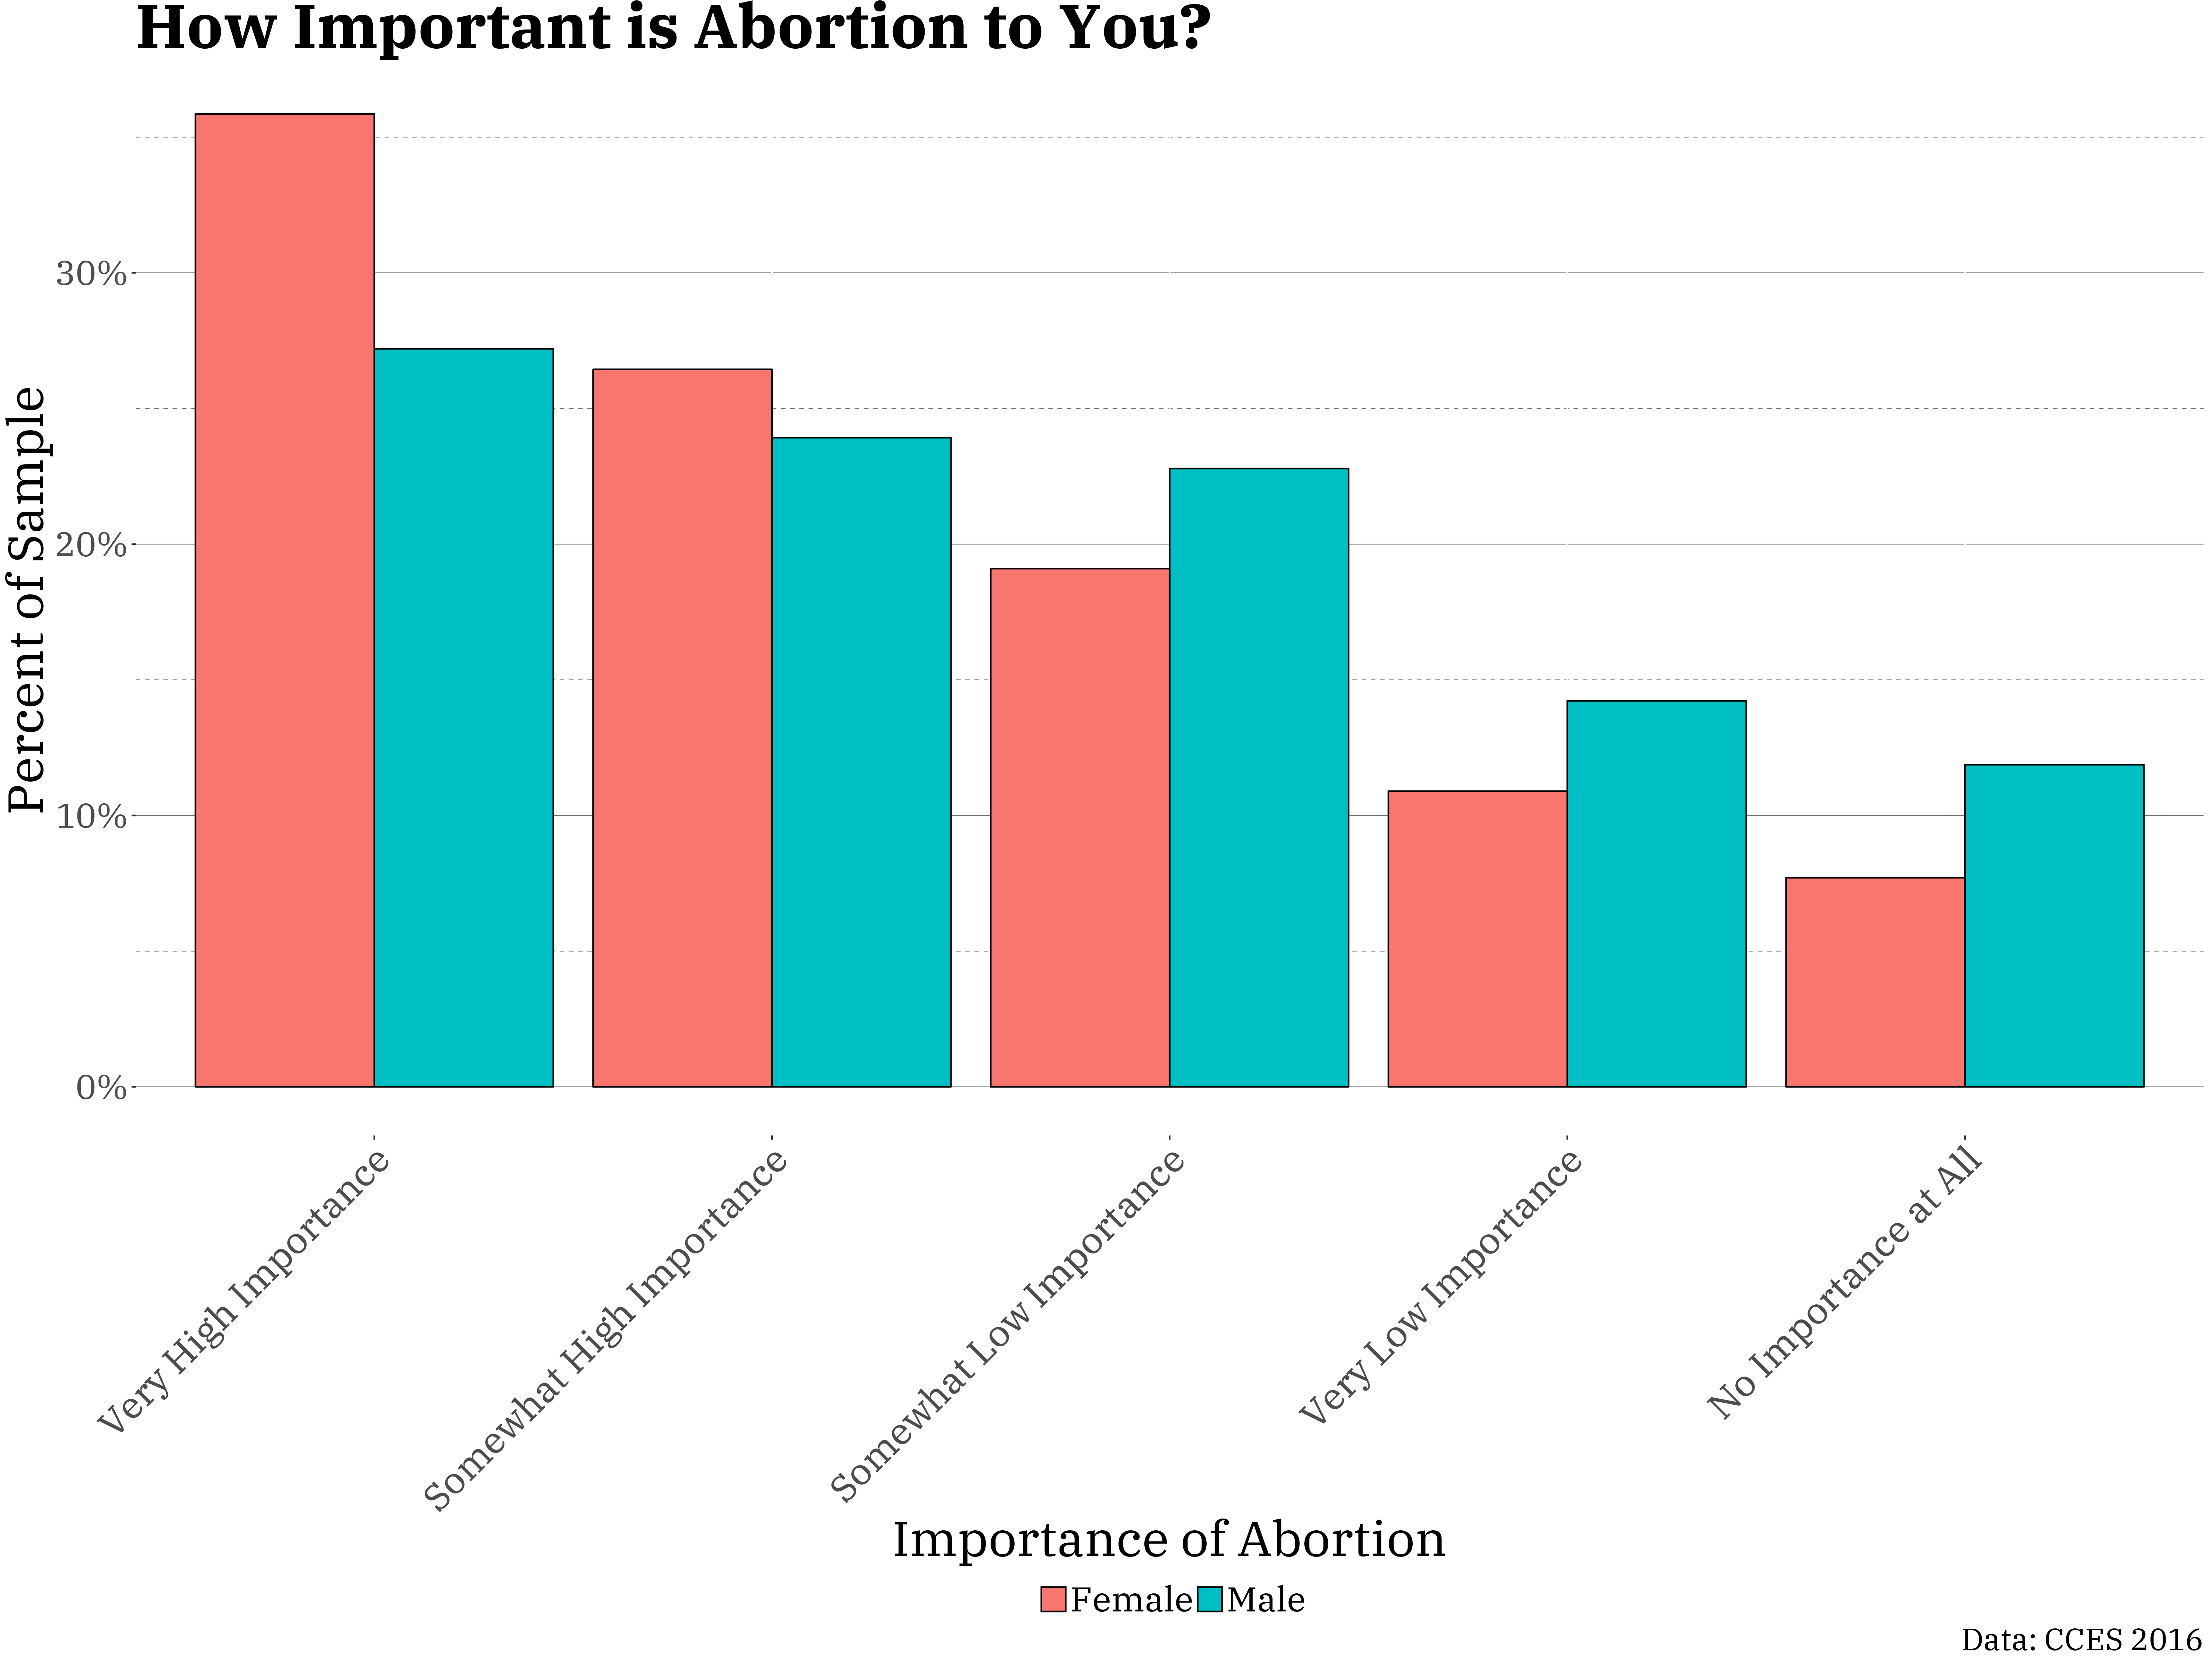 How Important is Abortion to You?
Percent of Sample
30%
20%
10%
0%
Very High Importance
Somewhat High Importance
Somewhat Low Importance
Very Low Importance
No Importance at All
Importance of Abortion
Female Male
Data: CCES 2016